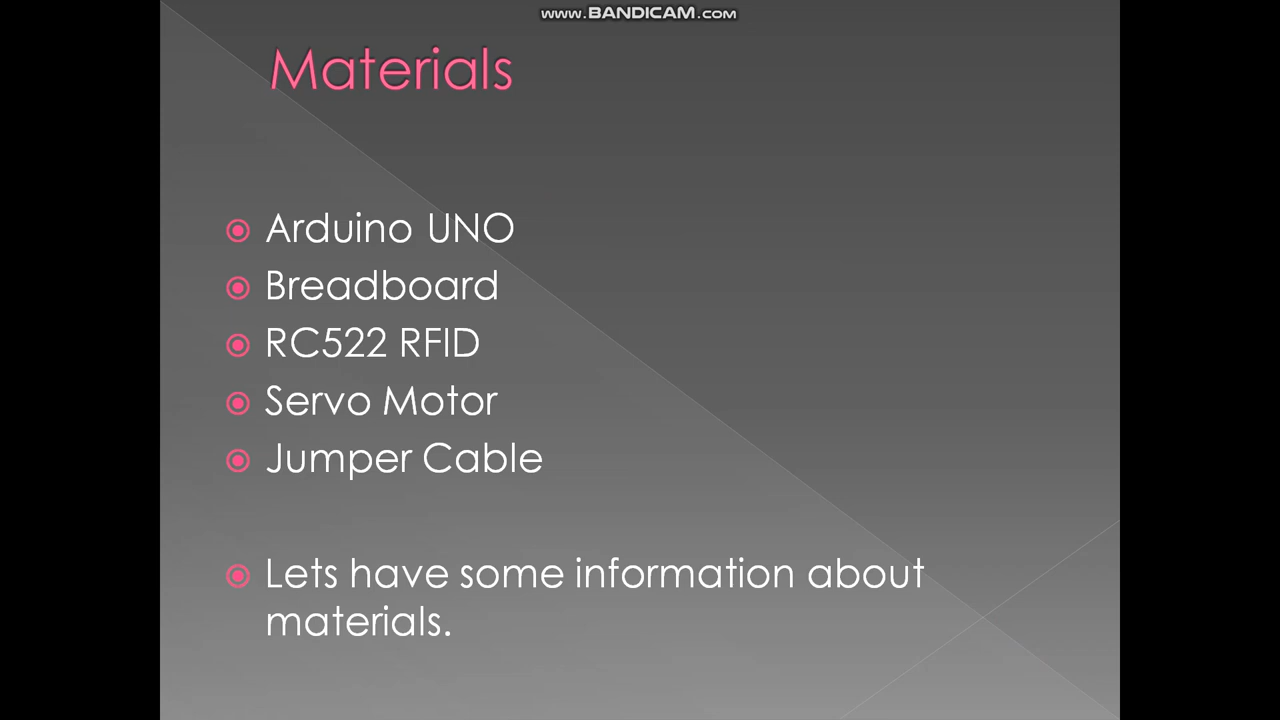 www.BANDICAM.com
Materials
Arduino UNO
Breadboard
RC522 RFID
Servo Motor
Jumper Cable
Lets have some information about
materials.